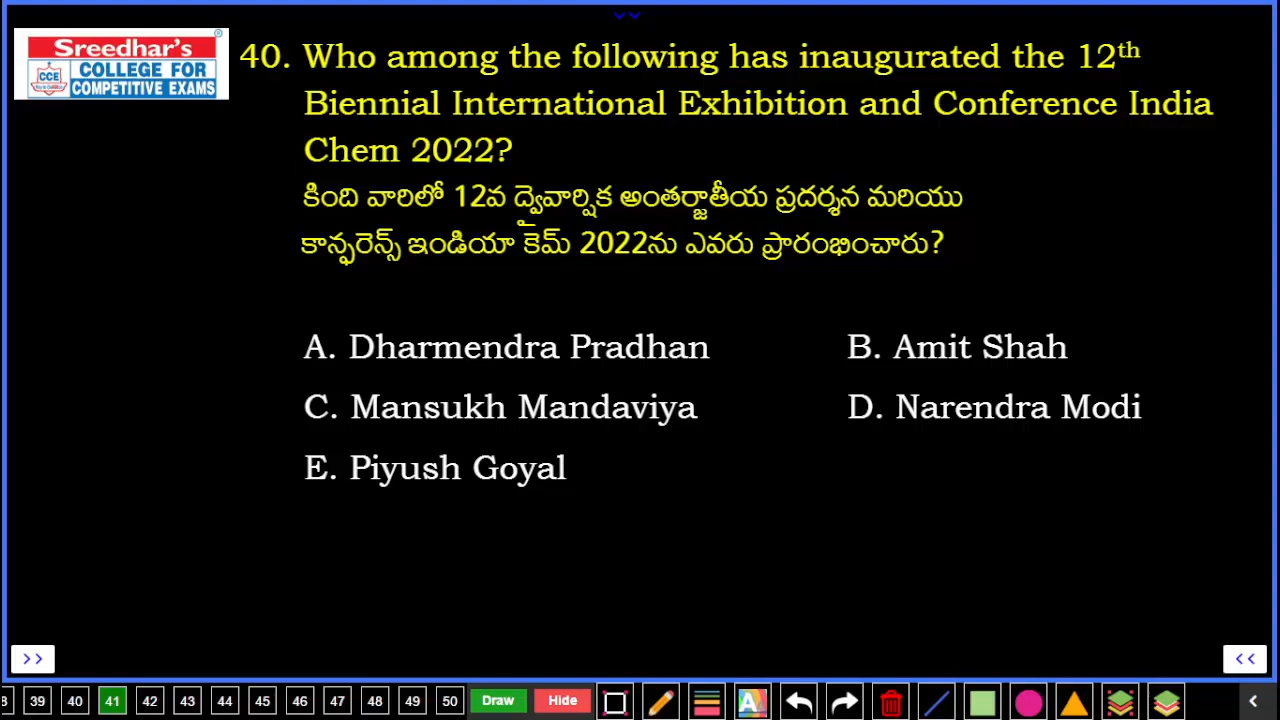 Sreedhar's
CCE
COLLEGE FOR
COMPETITIVE EXAMS
40. Who among the following has inaugurated the 12th
Biennial International Exhibition and Conference India
Chem 2022?
కింది వారిలో 12వ ద్వైవార్షిక అంతర్జాతీయ ప్రదర్శన మరియు
కాన్ఫరెన్స్ ఇండియా కెమ్ 2022ను ఎవరు ప్రారంభించారు?
A. Dharmendra Pradhan B. Amit Shah
C. Mansukh Mandaviya D. Narendra Modi
E. Piyush Goyal
>> <<
39 40 41 42 43 44 45 46 47 48 49 50 Draw Hide A <